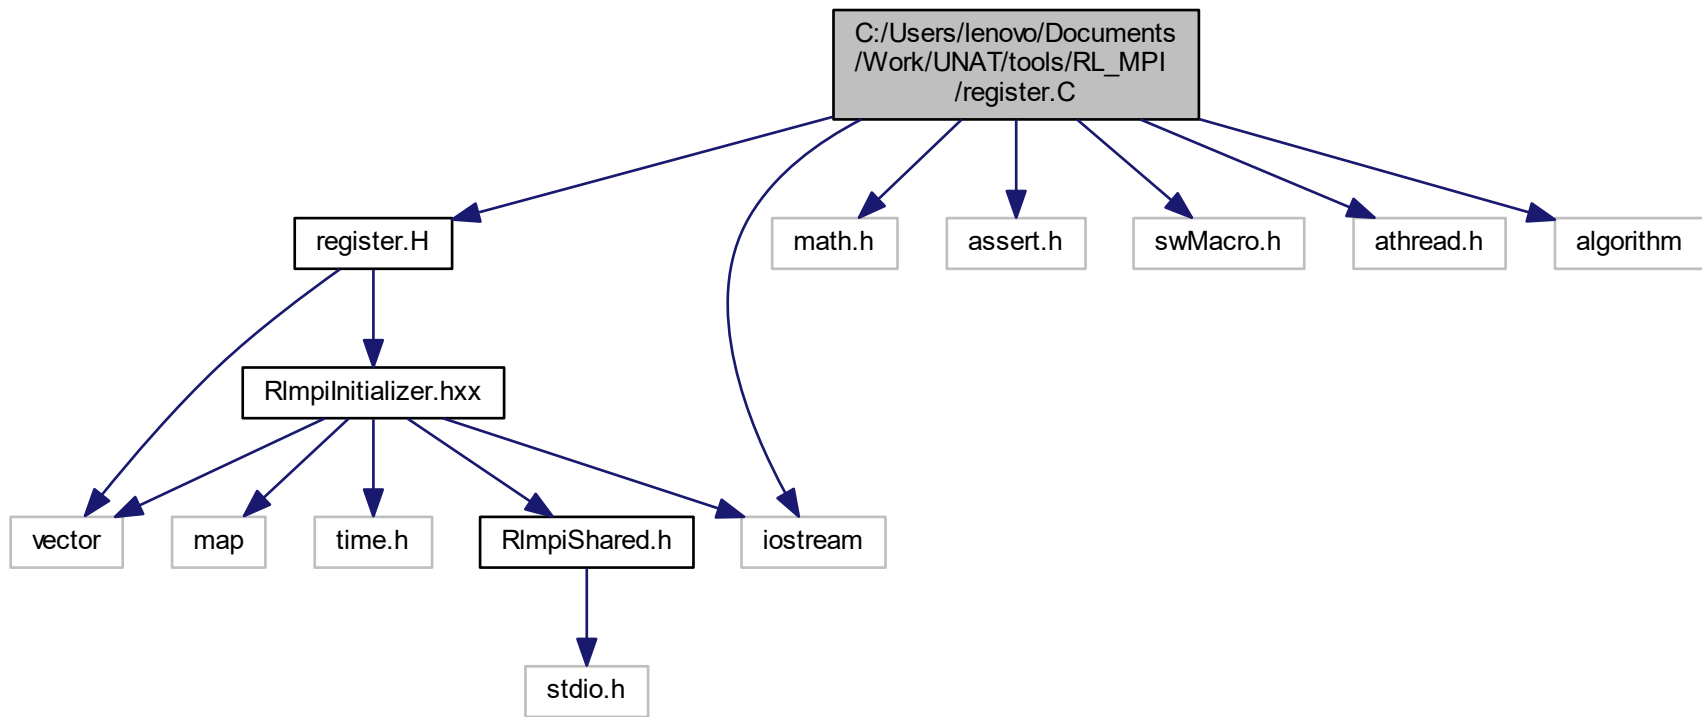 C:/Users/lenovo/Documents
/Work/UNAT/tools/RL_MPI
/register.C
register.H
math.h
assert.h
swMacro.h
athread.h
algorithm
RlmpiInitializer.hxx
vector
map
time.h
RlmpiShared.h
iostream
stdio.h